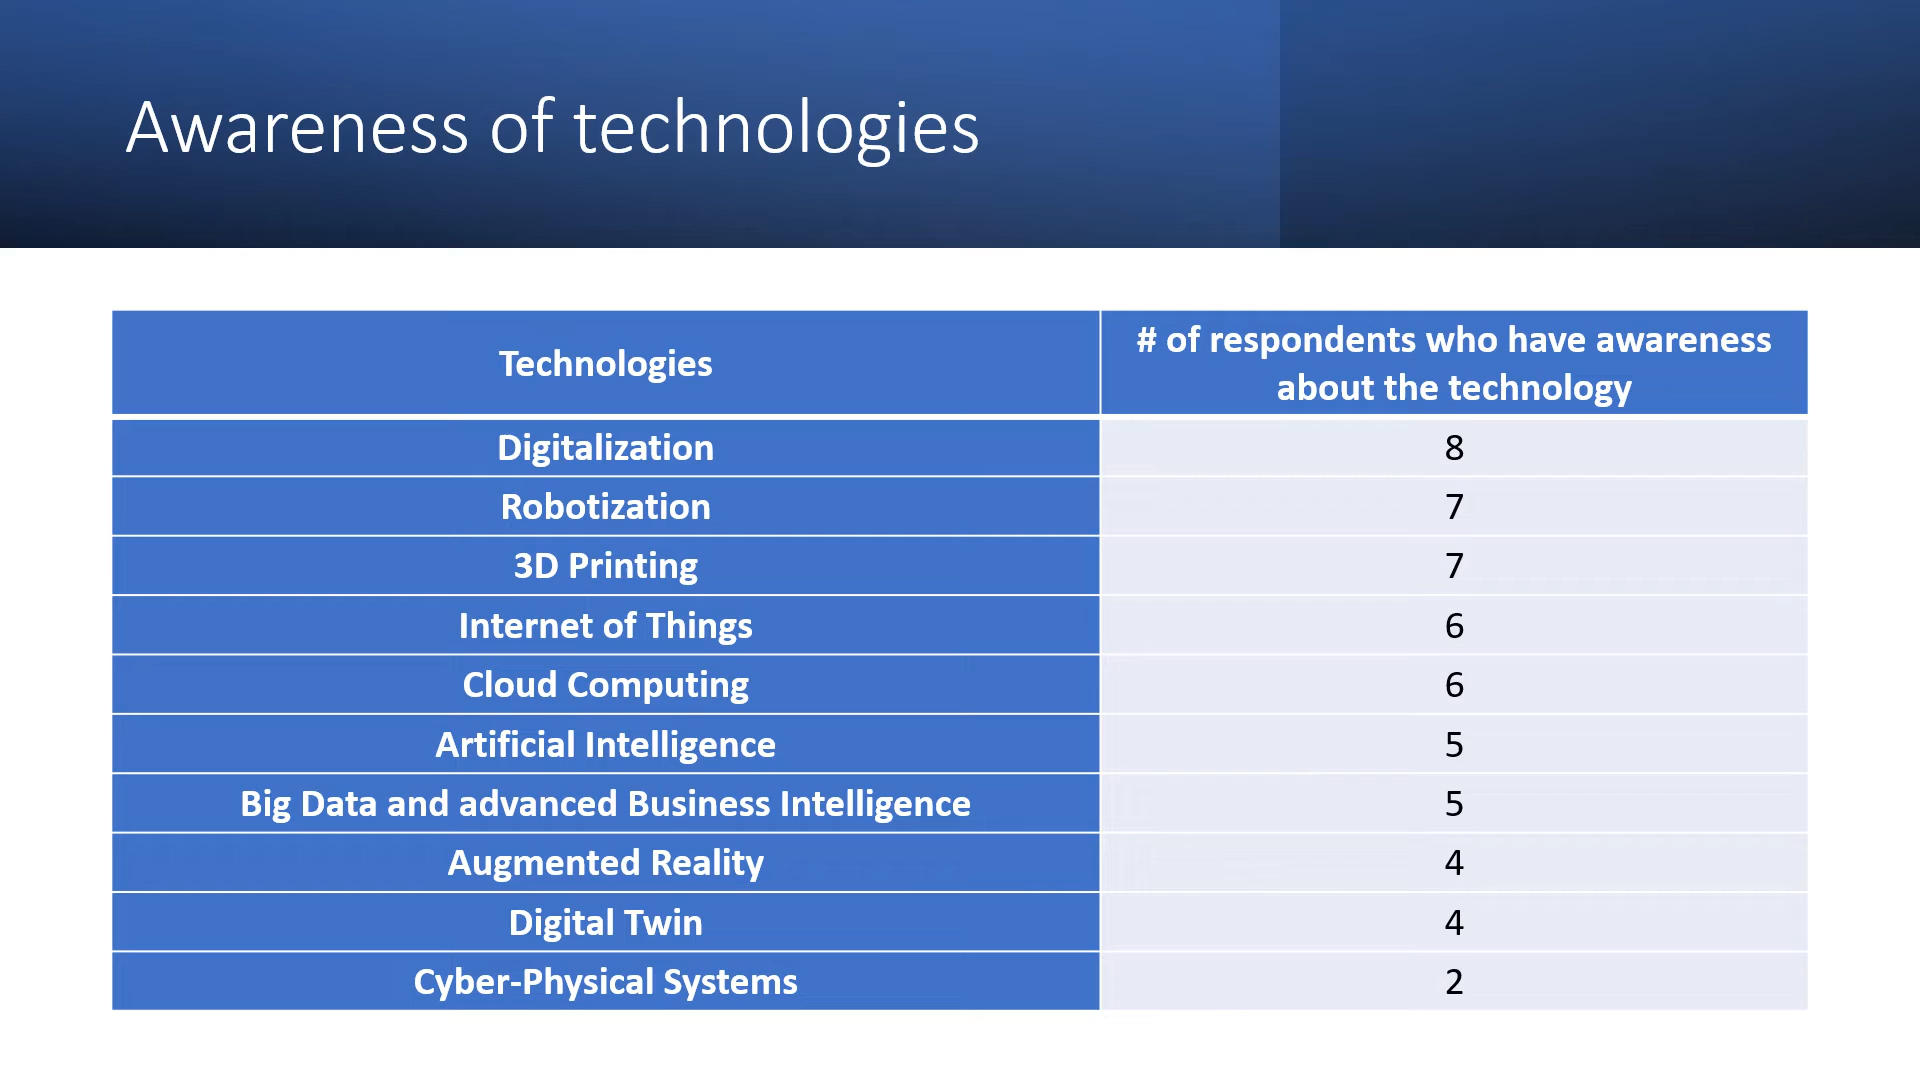 Awareness of technologies
Technologies
# of respondents who have awareness
about the technology
Digitalization
8
Robotization
7
3D Printing
7
Internet of Things
6
Cloud Computing
6
Artificial Intelligence
5
Big Data and advanced Business Intelligence
5
Augmented Reality
4
Digital Twin
4
Cyber-Physical Systems
2